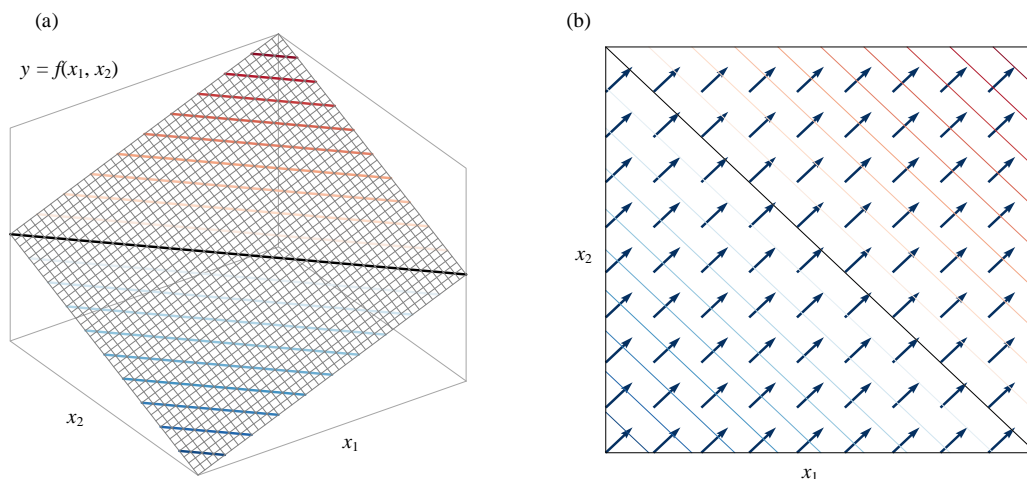 (a)
y = f(x₁, x₂)
x₂
x₁
(b)
x₂
x₁